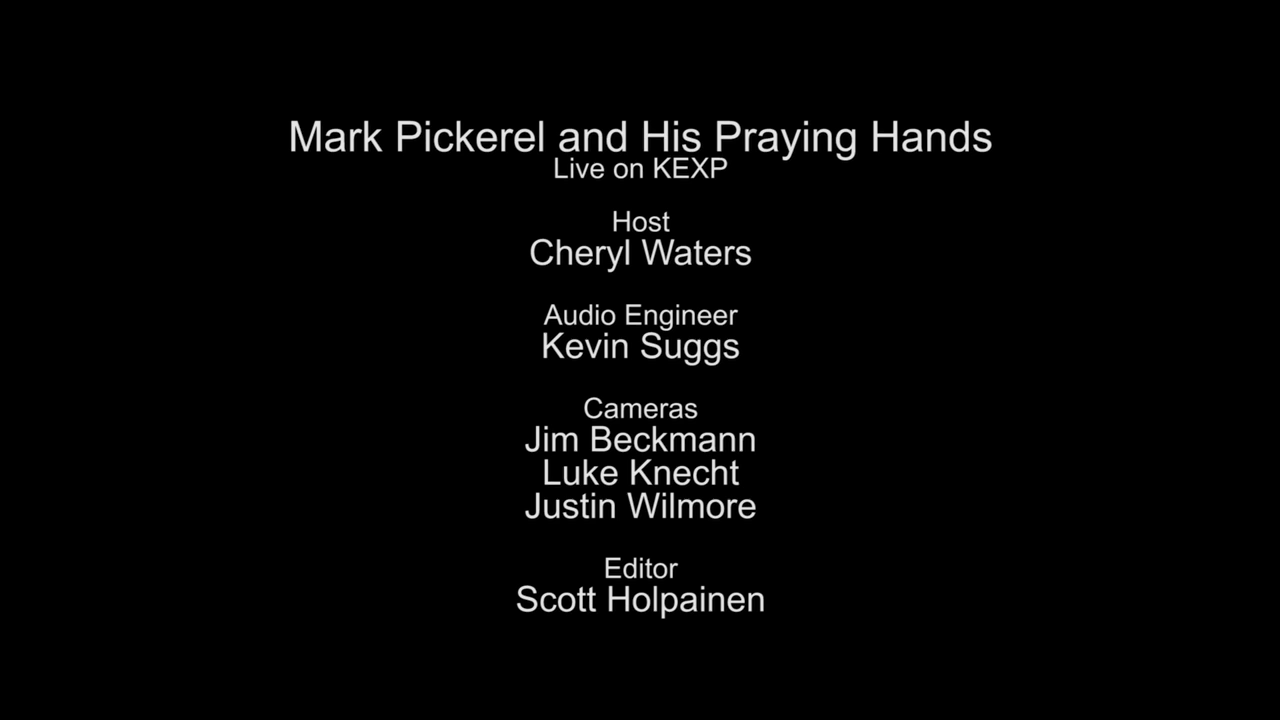 Mark Pickerel and His Praying Hands
Live on KEXP
Host
Cheryl Waters
Audio Engineer
Kevin Suggs
Cameras
Jim Beckmann
Luke Knecht
Justin Wilmore
Editor
Scott Holpainen